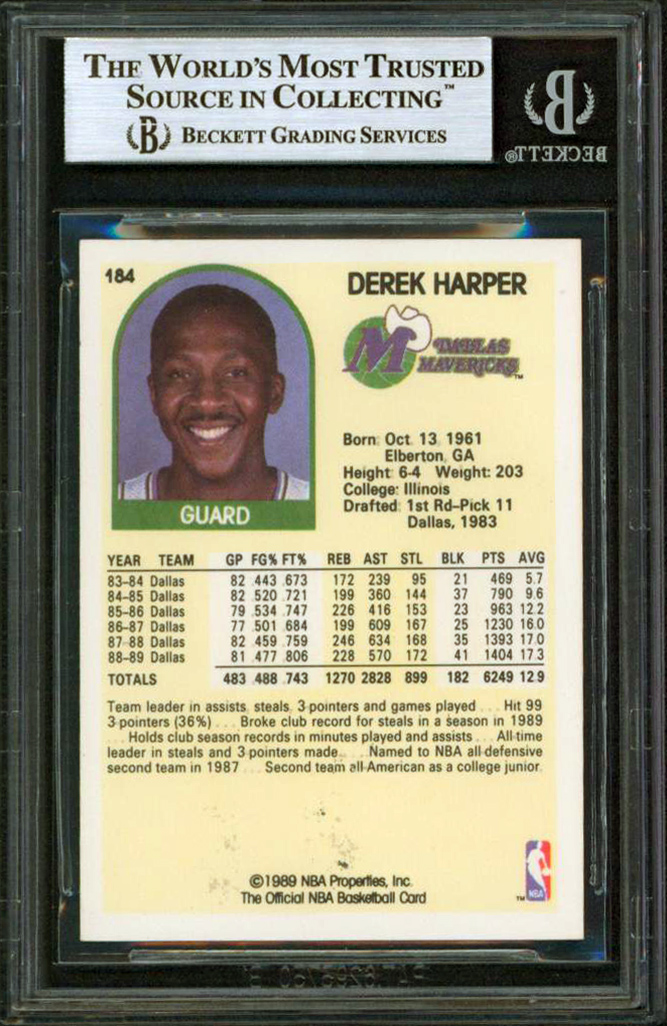 THE WORLD'S MOST TRUSTED
SOURCE IN COLLECTING™
B BECKETT GRADING SERVICES
B
BECKETT®
184
DEREK HARPER
M DALLAS
MAVERICKS™
Born: Oct. 13, 1961
Elberton, GA
Height: 6-4 Weight: 203
College: Illinois
Drafted: 1st Rd-Pick 11
Dallas, 1983
GUARD
YEAR TEAM GP FG% FT% REB AST STL BLK PTS AVG
83-84 Dallas 82 .443 .673 172 239 95 21 469 5.7
84-85 Dallas 82 .520 .721 199 360 144 37 790 9.6
85-86 Dallas 79 .534 .747 226 416 153 23 963 12.2
86-87 Dallas 77 .501 .684 199 609 167 25 1230 16.0
87-88 Dallas 82 .459 .759 246 634 168 35 1393 17.0
88-89 Dallas 81 .477 .806 228 570 172 41 1404 17.3
TOTALS 483 .488 .743 1270 2828 899 182 6249 12.9
Team leader in assists, steals, 3-pointers and games played . . . Hit 99
3-pointers (36%) . . . Broke club record for steals in a season in 1989
. . . Holds club season records in minutes played and assists . . . All-time
leader in steals and 3-pointers made. . . . Named to NBA all-defensive
second team in 1987 . . . Second team all-American as a college junior.
©1989 NBA Properties, Inc.
The Official NBA Basketball Card
™ NBA